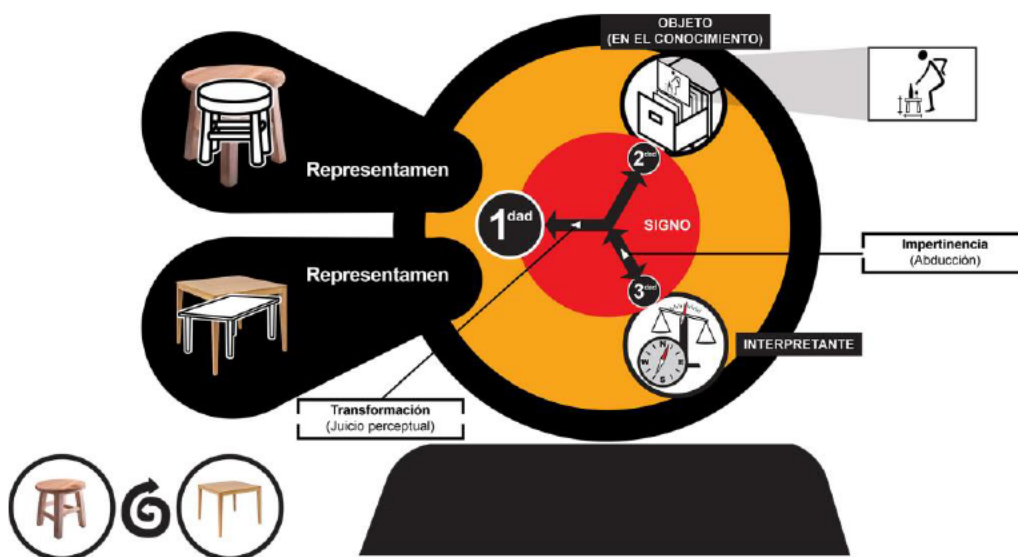 OBJETO
(EN EL CONOCIMIENTO)
Representamen
2dad
1dad
SIGNO
Impertinencia
(Abducción)
Representamen
3dad
N
W E
S
INTERPRETANTE
Transformación
(Juicio perceptual)